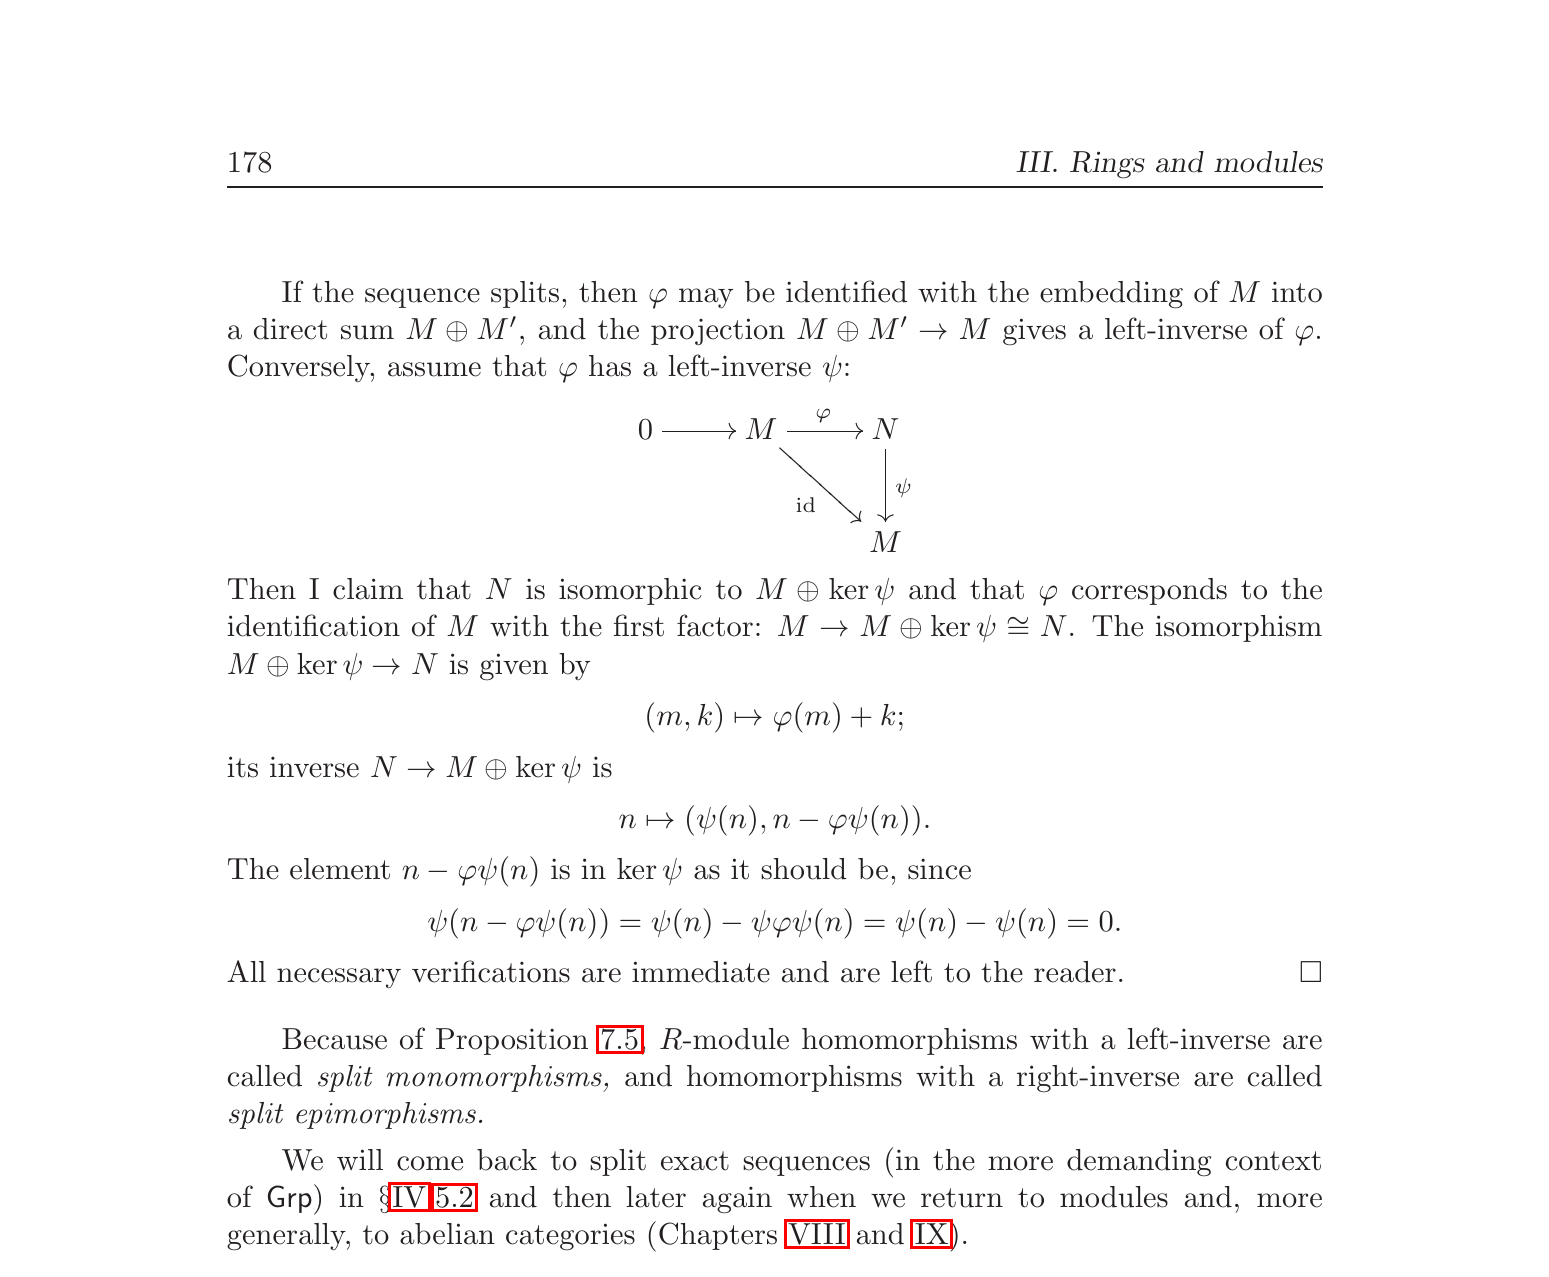 178 III. Rings and modules
If the sequence splits, then φ may be identified with the embedding of M into
a direct sum M ⊕ M′, and the projection M ⊕ M′ → M gives a left-inverse of φ.
Conversely, assume that φ has a left-inverse ψ:
φ
0 → M → N
ψ
id
M
Then I claim that N is isomorphic to M ⊕ ker ψ and that φ corresponds to the
identification of M with the first factor: M → M ⊕ ker ψ ≅ N. The isomorphism
M ⊕ ker ψ → N is given by
(m, k) ↦ φ(m) + k;
its inverse N → M ⊕ ker ψ is
n ↦ (ψ(n), n − φψ(n)).
The element n − φψ(n) is in ker ψ as it should be, since
ψ(n − φψ(n)) = ψ(n) − ψφψ(n) = ψ(n) − ψ(n) = 0.
All necessary verifications are immediate and are left to the reader. □
Because of Proposition 7.5, R-module homomorphisms with a left-inverse are
called split monomorphisms, and homomorphisms with a right-inverse are called
split epimorphisms.
We will come back to split exact sequences (in the more demanding context
of Grp) in §IV.5.2 and then later again when we return to modules and, more
generally, to abelian categories (Chapters VIII and IX).